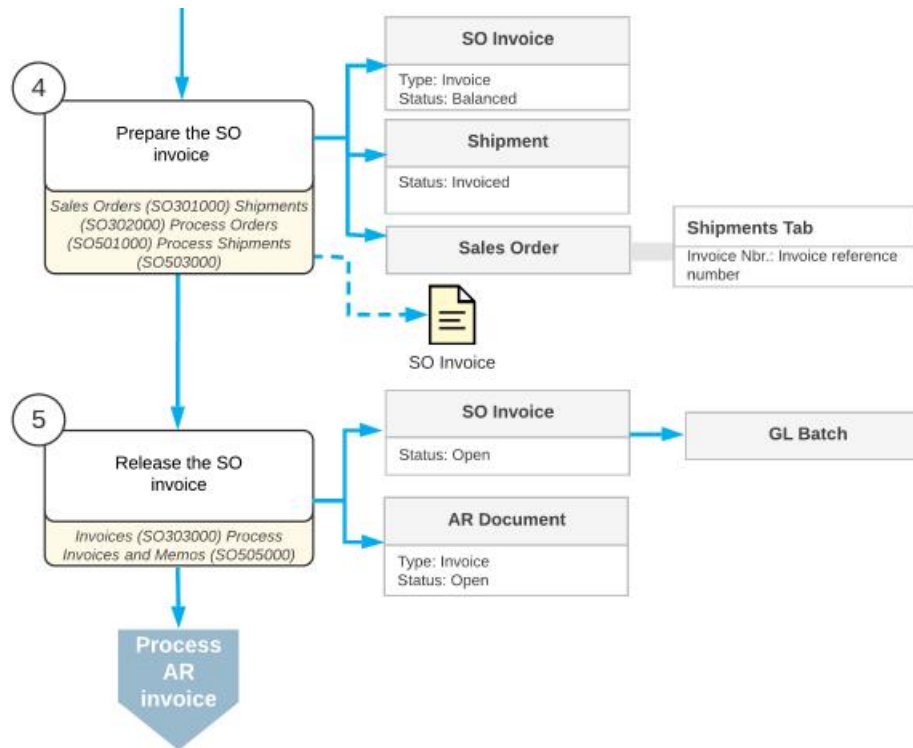 4
Prepare the SO
invoice
Sales Orders (SO301000) Shipments
(SO302000) Process Orders
(SO501000) Process Shipments
(SO503000)
SO Invoice
Type: Invoice
Status: Balanced
Shipment
Status: Invoiced
Sales Order
Shipments Tab
Invoice Nbr.: Invoice reference
number
SO Invoice
5
Release the SO
invoice
Invoices (SO303000) Process
Invoices and Memos (SO505000)
SO Invoice
Status: Open
GL Batch
AR Document
Type: Invoice
Status: Open
Process
AR
invoice